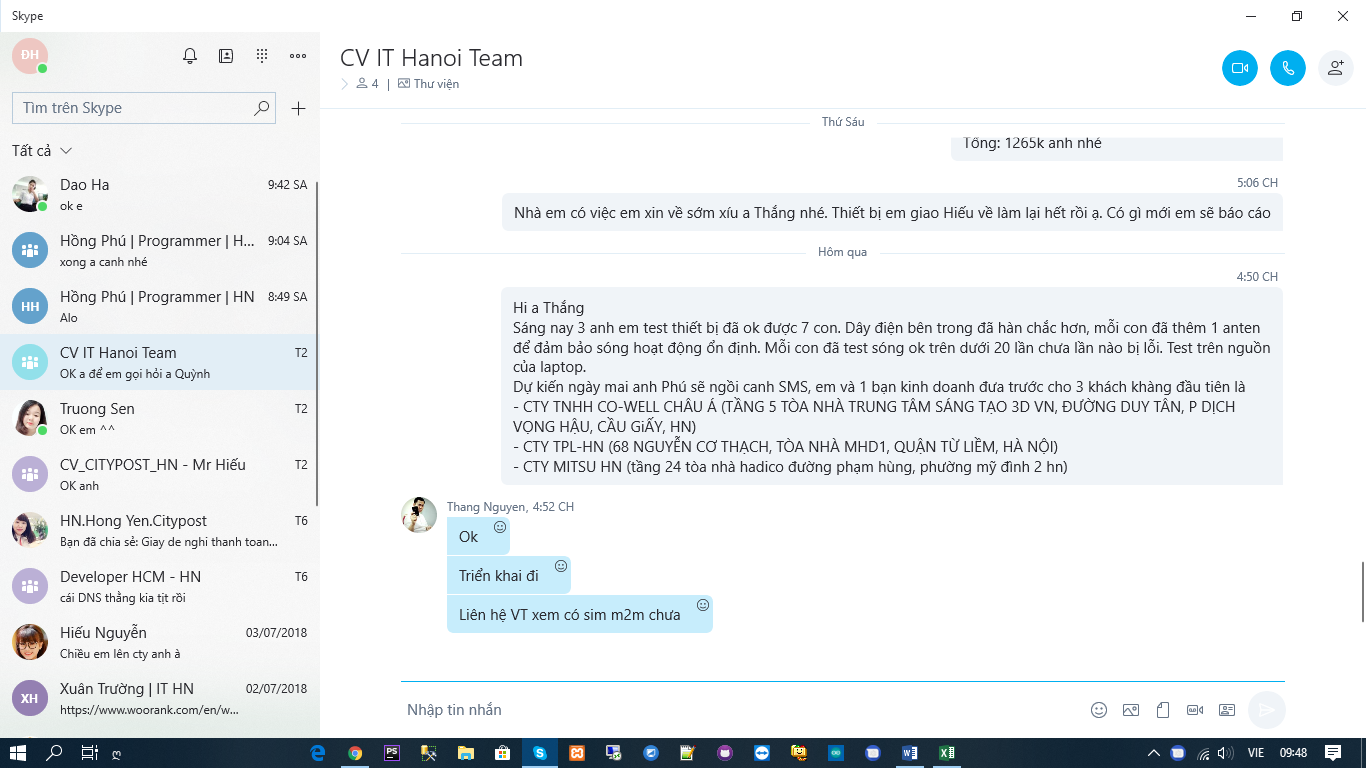 Skype
ĐH
Tìm trên Skype
Tất cả
Dao Ha
9:42 SA
ok e
Hồng Phú | Programmer | H...
9:04 SA
xong a canh nhé
HH
Hồng Phú | Programmer | HN
8:49 SA
Alo
CV IT Hanoi Team
T2
OK a để em gọi hỏi a Quỳnh
Truong Sen
T2
OK em ^^
CV_CITYPOST_HN - Mr Hiếu
T2
OK anh
HN.Hong Yen.Citypost
T6
Bạn đã chia sẻ: Giay de nghi thanh toan...
Developer HCM - HN
T6
cái DNS thằng kia tịt rồi
Hiếu Nguyễn
03/07/2018
Chiều em lên cty anh à
XH
Xuân Trường | IT HN
02/07/2018
https://www.woorank.com/en/w...
CV IT Hanoi Team
4 | Thư viện
Thứ Sáu
Tổng: 1265k anh nhé
5:06 CH
Nhà em có việc em xin về sớm xíu a Thắng nhé. Thiết bị em giao Hiếu về làm lại hết rồi ạ. Có gì mới em sẽ báo cáo
Hôm qua
4:50 CH
Hi a Thắng
Sáng nay 3 anh em test thiết bị đã ok được 7 con. Dây điện bên trong đã hàn chắc hơn, mỗi con đã thêm 1 anten
để đảm bảo sóng hoạt động ổn định. Mỗi con đã test sóng ok trên dưới 20 lần chưa lần nào bị lỗi. Test trên nguồn
của laptop.
Dự kiến ngày mai anh Phú sẽ ngồi canh SMS, em và 1 bạn kinh doanh đưa trước cho 3 khách khàng đầu tiên là
- CTY TNHH CO-WELL CHÂU Á (TẦNG 5 TÒA NHÀ TRUNG TÂM SÁNG TẠO 3D VN, ĐƯỜNG DUY TÂN, P DỊCH
VỌNG HẬU, CẦU GiẤY, HN)
- CTY TPL-HN (68 NGUYỄN CƠ THẠCH, TÒA NHÀ MHD1, QUẬN TỪ LIỀM, HÀ NỘI)
- CTY MITSU HN (tầng 24 tòa nhà hadico đường phạm hùng, phường mỹ đình 2 hn)
Thang Nguyen, 4:52 CH
Ok
Triển khai đi
Liên hệ VT xem có sim m2m chưa
Nhập tin nhắn
VIE
09:48